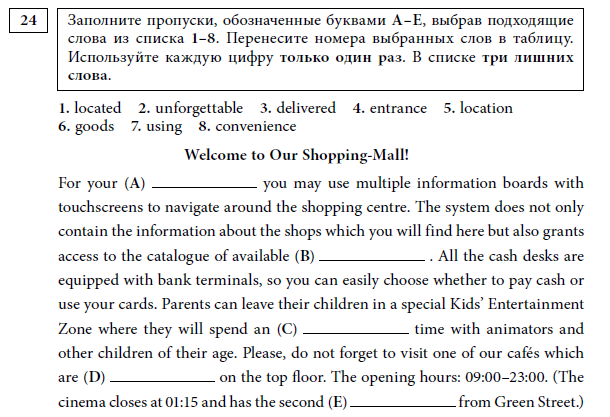 24
Заполните пропуски, обозначенные буквами A–E, выбрав подходящие
слова из списка 1–8. Перенесите номера выбранных слов в таблицу.
Используйте каждую цифру только один раз. В списке три лишних
слова.
1. located 2. unforgettable 3. delivered 4. entrance 5. location
6. goods 7. using 8. convenience
Welcome to Our Shopping-Mall!
For your (A) ____________ you may use multiple information boards with
touchscreens to navigate around the shopping centre. The system does not only
contain the information about the shops which you will find here but also grants
access to the catalogue of available (B) ____________ . All the cash desks are
equipped with bank terminals, so you can easily choose whether to pay cash or
use your cards. Parents can leave their children in a special Kids’ Entertainment
Zone where they will spend an (C) ____________ time with animators and
other children of their age. Please, do not forget to visit one of our cafés which
are (D) ____________ on the top floor. The opening hours: 09:00–23:00. (The
cinema closes at 01:15 and has the second (E) ____________ from Green Street.)